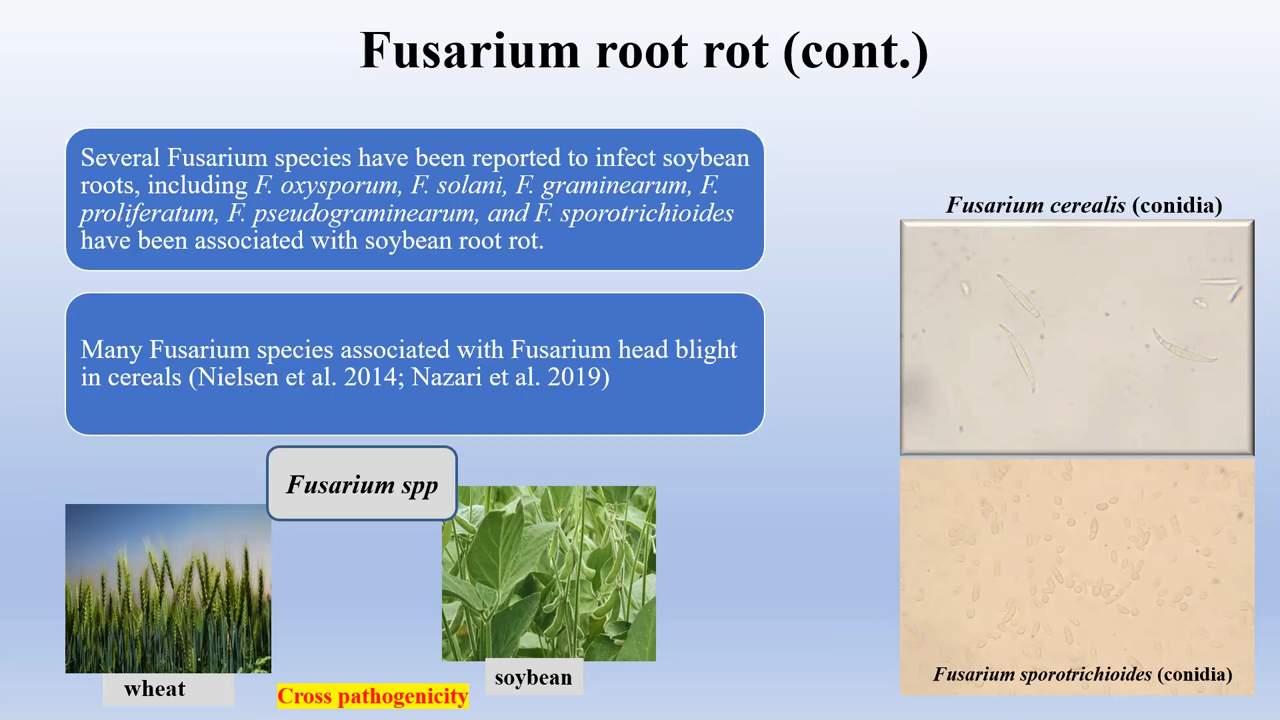 Fusarium root rot (cont.)
Several Fusarium species have been reported to infect soybean
roots, including F. oxysporum, F. solani, F. graminearum, F.
proliferatum, F. pseudograminearum, and F. sporotrichioides
have been associated with soybean root rot.
Many Fusarium species associated with Fusarium head blight
in cereals (Nielsen et al. 2014; Nazari et al. 2019)
Fusarium spp
wheat
soybean
Cross pathogenicity
Fusarium cerealis (conidia)
Fusarium sporotrichioides (conidia)